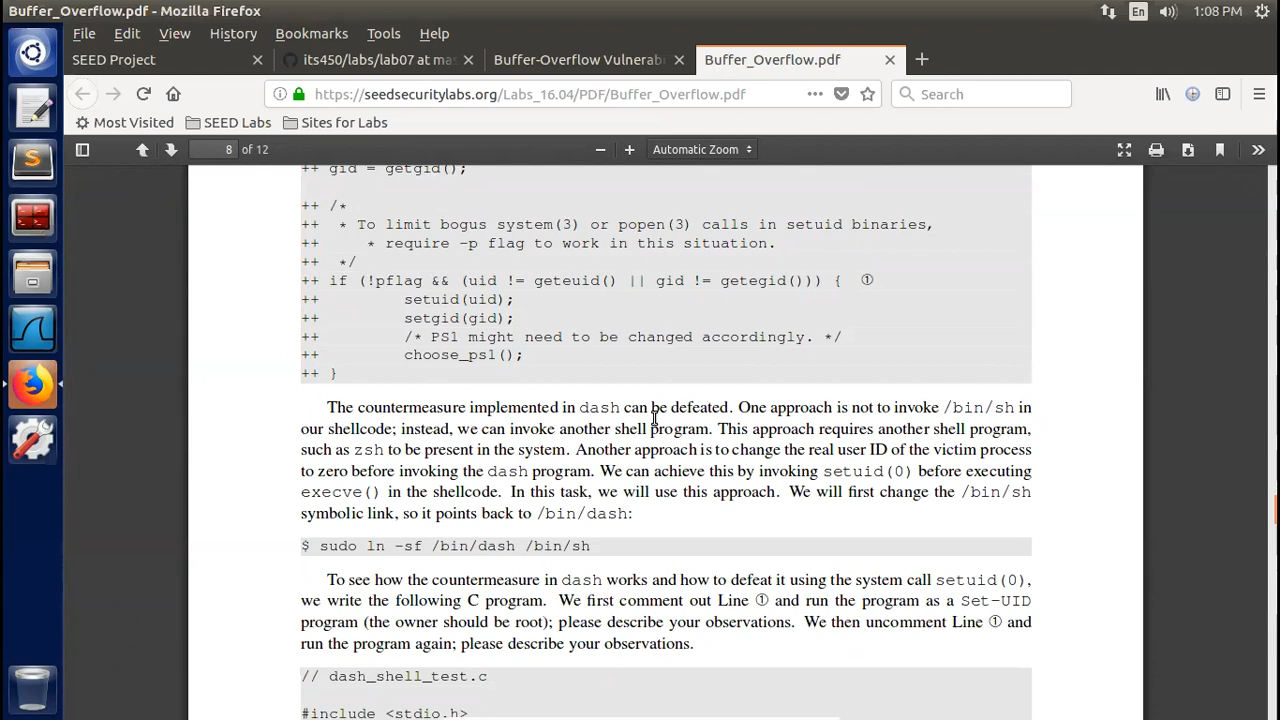 Buffer_Overflow.pdf - Mozilla Firefox
En
1:08 PM
File Edit View History Bookmarks Tools Help
SEED Project
its450/labs/lab07 at mas
Buffer-Overflow Vulnerab
Buffer_Overflow.pdf
https://seedsecuritylabs.org/Labs_16.04/PDF/Buffer_Overflow.pdf
Search
Most Visited
SEED Labs
Sites for Labs
8 of 12
Automatic Zoom
++ gid = getgid();
++ /*
++ * To limit bogus system(3) or popen(3) calls in setuid binaries,
++ * require -p flag to work in this situation.
++ */
++ if (!pflag && (uid != geteuid() || gid != getegid())) { ①
++ setuid(uid);
++ setgid(gid);
++ /* PS1 might need to be changed accordingly. */
++ choose_ps1();
++ }
The countermeasure implemented in dash can be defeated. One approach is not to invoke /bin/sh in
our shellcode; instead, we can invoke another shell program. This approach requires another shell program,
such as zsh to be present in the system. Another approach is to change the real user ID of the victim process
to zero before invoking the dash program. We can achieve this by invoking setuid(0) before executing
execve() in the shellcode. In this task, we will use this approach. We will first change the /bin/sh
symbolic link, so it points back to /bin/dash:
$ sudo ln -sf /bin/dash /bin/sh
To see how the countermeasure in dash works and how to defeat it using the system call setuid(0),
we write the following C program. We first comment out Line ① and run the program as a Set-UID
program (the owner should be root); please describe your observations. We then uncomment Line ① and
run the program again; please describe your observations.
// dash_shell_test.c
#include <stdio.h>